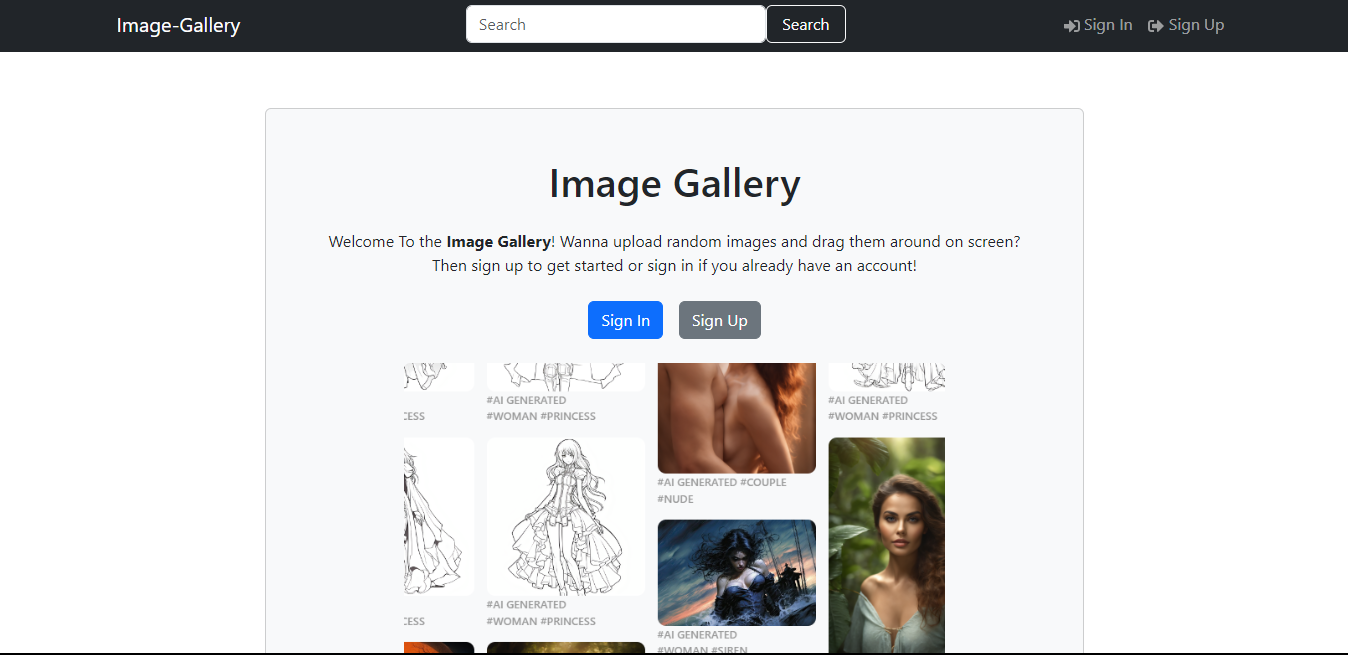 Image-Gallery
Search
Search
Sign In
Sign Up
Image Gallery
Welcome To the Image Gallery! Wanna upload random images and drag them around on screen?
Then sign up to get started or sign in if you already have an account!
Sign In
Sign Up
CESS
#AI GENERATED
#WOMAN #PRINCESS
#AI GENERATED
#WOMAN #PRINCESS
#AI GENERATED #COUPLE
#NUDE
CESS
#AI GENERATED
#WOMAN #PRINCESS
#AI GENERATED
#WOMAN #SIREN